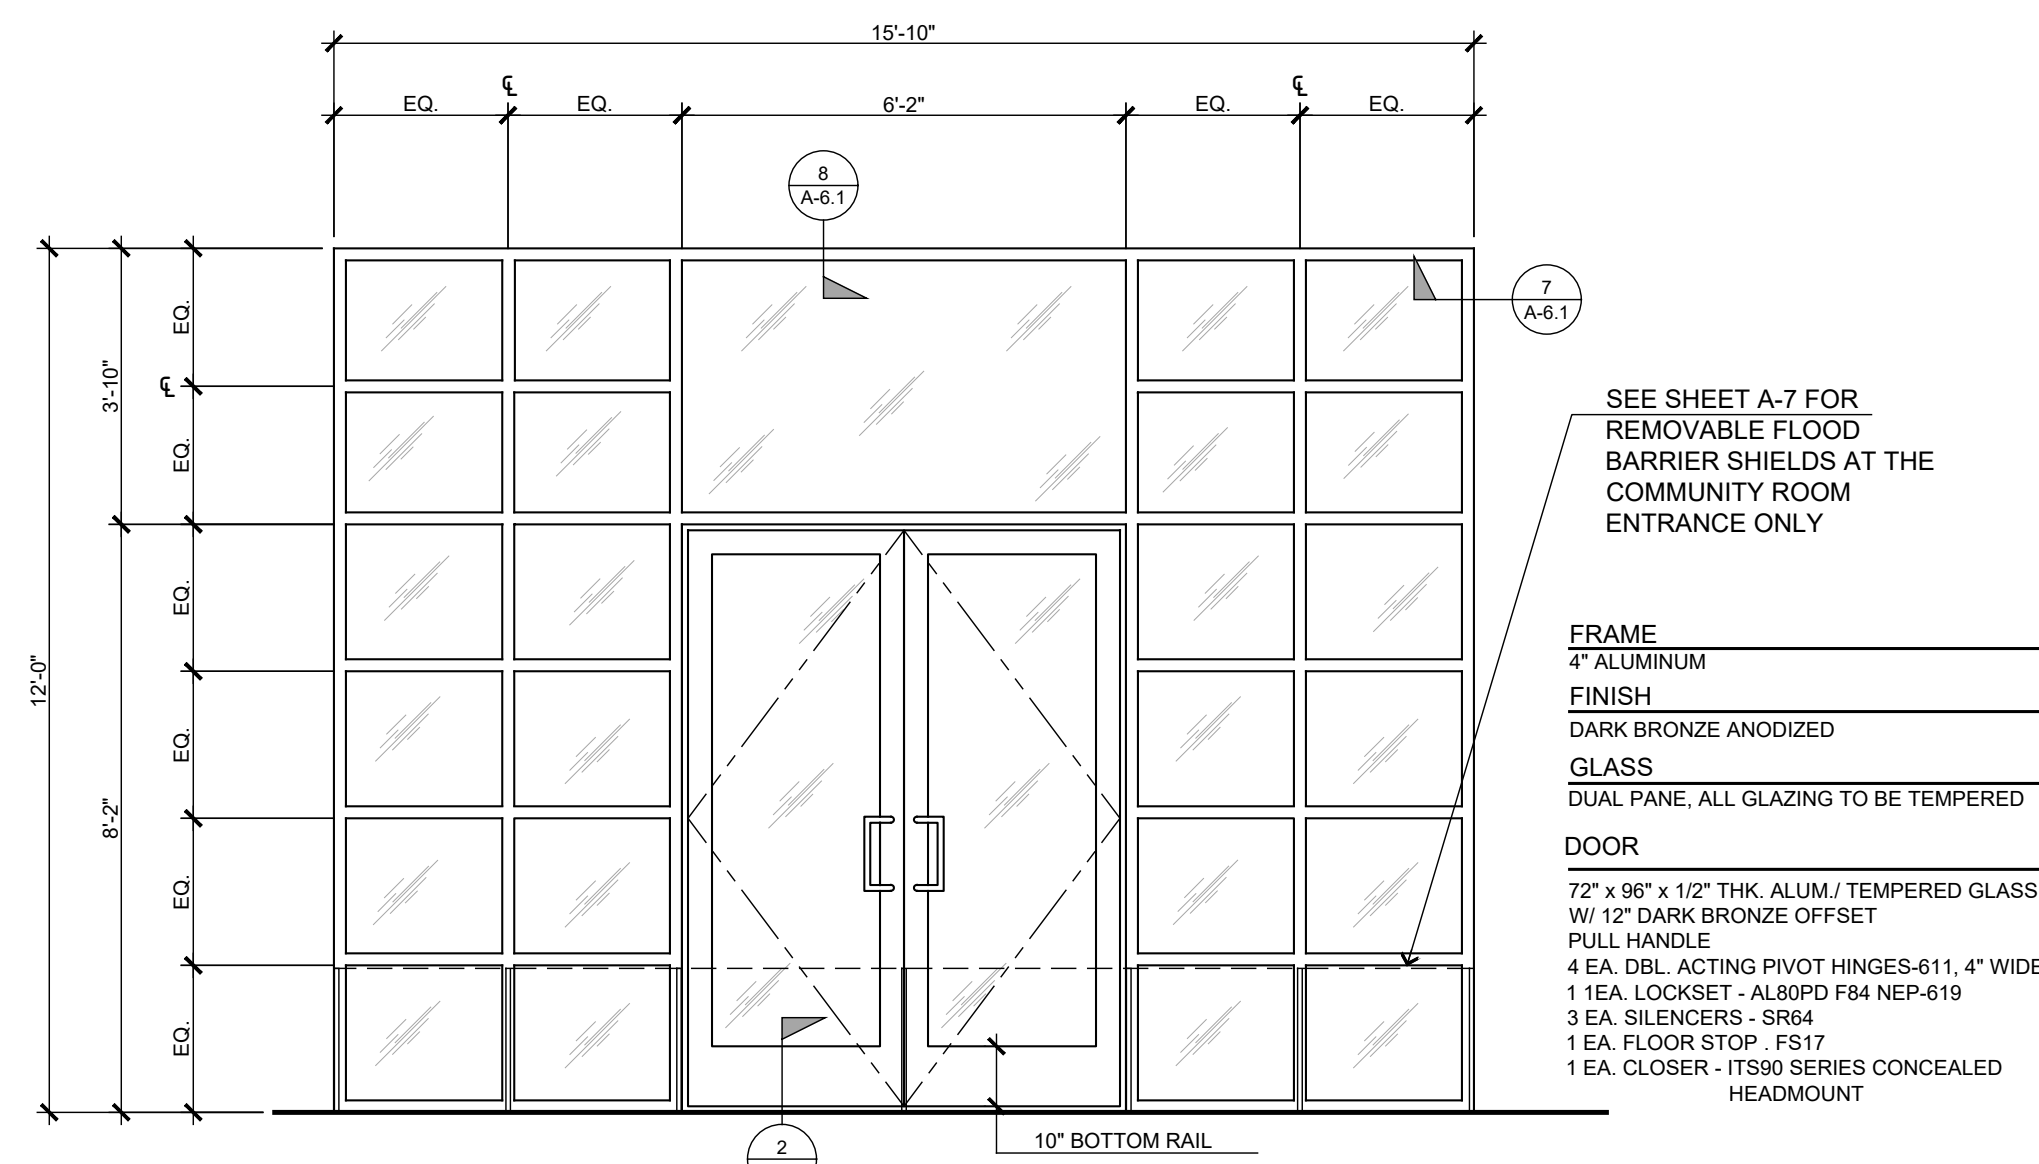 15'-10"
℄ ℄
EQ. EQ. 6'-2" EQ. EQ.
8
A-6.1
7
A-6.1
EQ.
℄
EQ.
EQ.
EQ.
EQ.
EQ.
3'-10"
8'-2"
12'-0"
SEE SHEET A-7 FOR
REMOVABLE FLOOD
BARRIER SHIELDS AT THE
COMMUNITY ROOM
ENTRANCE ONLY
FRAME
4" ALUMINUM
FINISH
DARK BRONZE ANODIZED
GLASS
DUAL PANE, ALL GLAZING TO BE TEMPERED
DOOR
72" x 96" x 1/2" THK. ALUM./ TEMPERED GLASS
W/ 12" DARK BRONZE OFFSET
PULL HANDLE
4 EA. DBL. ACTING PIVOT HINGES-611, 4" WIDE
1 1EA. LOCKSET - AL80PD F84 NEP-619
3 EA. SILENCERS - SR64
1 EA. FLOOR STOP . FS17
1 EA. CLOSER - ITS90 SERIES CONCEALED
HEADMOUNT
10" BOTTOM RAIL
2